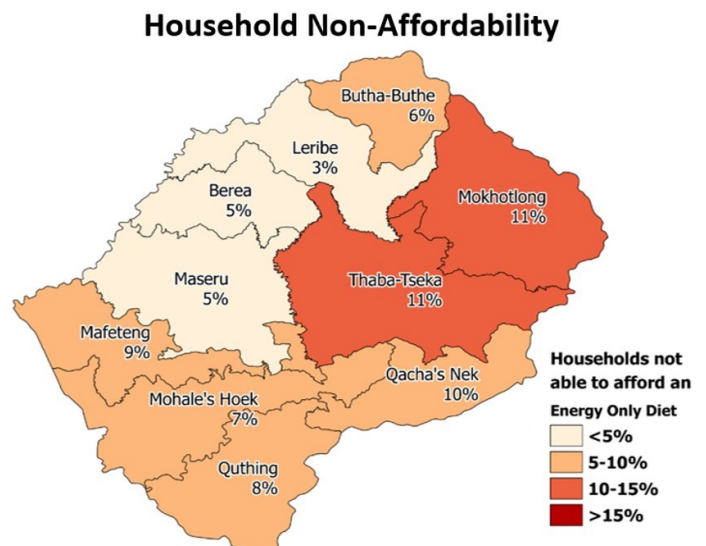 Household Non-Affordability
Butha-Buthe
6%
Leribe
3%
Mokhotlong
11%
Berea
5%
Thaba-Tseka
11%
Maseru
5%
Mafeteng
9%
Qacha's Nek
10%
Mohale's Hoek
7%
Quthing
8%
Households not
able to afford an
Energy Only Diet
<5%
5-10%
10-15%
>15%